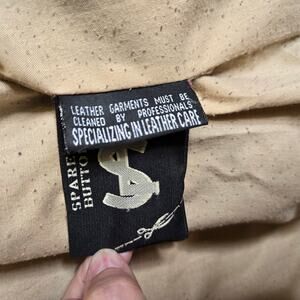 LEATHER GARMENTS MUST BE
CLEANED BY PROFESSIONALS
SPECIALIZING IN LEATHER CARE
SPARE
BUTTO